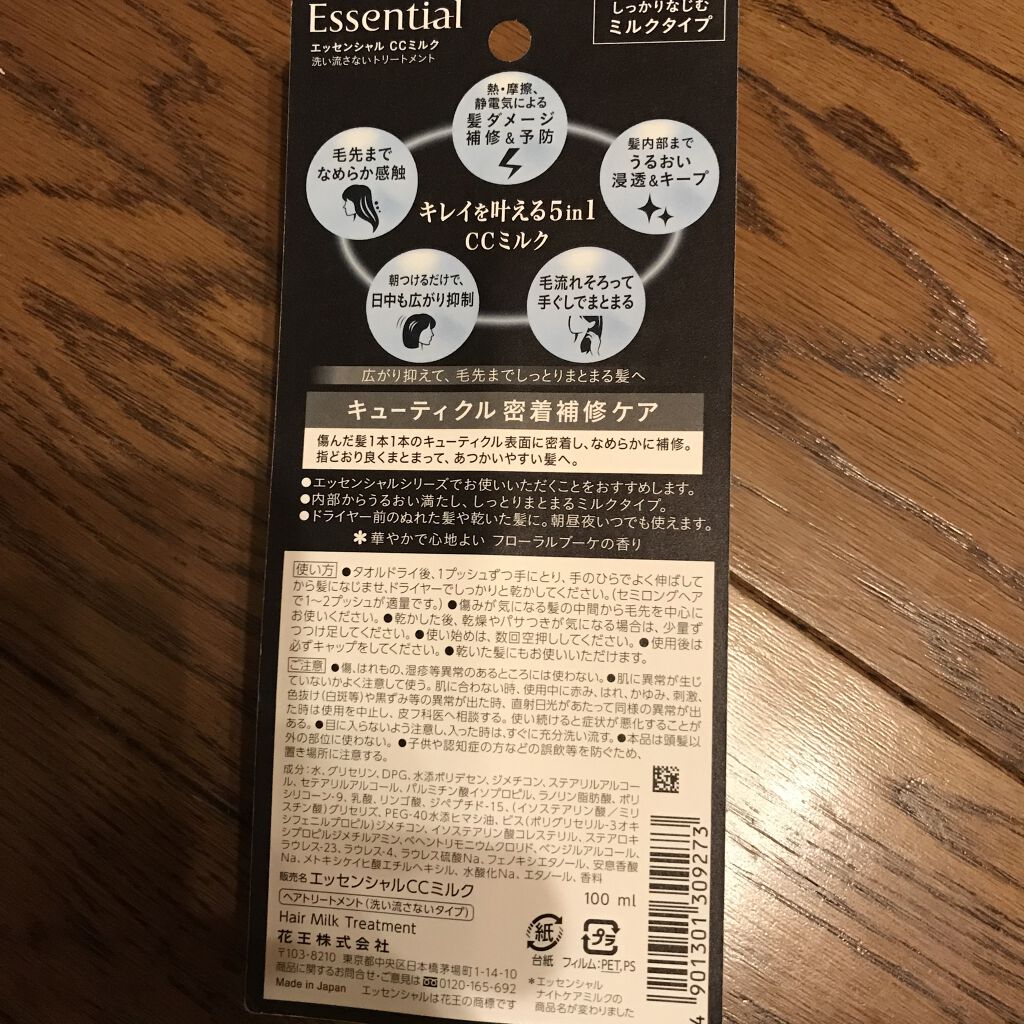 Essential
エッセンシャル CCミルク
洗い流さないトリートメント
しっかりなじむ
ミルクタイプ
熱・摩擦、
静電気による
髪ダメージ
補修&予防
毛先まで
なめらか感触
髪内部まで
うるおい
浸透&キープ
キレイを叶える5in1
CCミルク
朝つけるだけで、
日中も広がり抑制
毛流れそろって
手ぐしでまとまる
広がり抑えて、毛先までしっとりまとまる髪へ
キューティクル 密着補修ケア
傷んだ髪1本1本のキューティクル表面に密着し、なめらかに補修。
指どおり良くまとまって、あつかいやすい髪へ。
●エッセンシャルシリーズでお使いいただくことをおすすめします。
●内部からうるおい満たし、しっとりまとまるミルクタイプ。
●ドライヤー前のぬれた髪や乾いた髪に。朝昼夜いつでも使えます。
＊華やかで心地よい フローラルブーケの香り
使い方 ●タオルドライ後、1プッシュずつ手にとり、手のひらでよく伸ばして
から髪になじませ、ドライヤーでしっかりと乾かしてください。(セミロングヘア
で1〜2プッシュが適量です。) ●傷みが気になる髪の中間から毛先を中心に
お使いください。●乾かした後、乾燥やパサつきが気になる場合は、少量ず
つつけ足してください。●使い始めは、数回空押ししてください。●使用後は
必ずキャップをしてください。●乾いた髪にもお使いいただけます。
ご注意 ●傷、はれもの、湿疹等異常のあるところには使わない。●肌に異常が生じ
ていないかよく注意して使う。肌に合わない時、使用中に赤み、はれ、かゆみ、刺激、
色抜け(白斑等)や黒ずみ等の異常が出た時、直射日光があたって同様の異常が出
た時は使用を中止し、皮フ科医へ相談する。使い続けると症状が悪化することが
ある。●目に入らないよう注意し、入った時は、すぐに充分洗い流す。●本品は頭髪以
外の部位に使わない。●子供や認知症の方などの誤飲等を防ぐため、
置き場所に注意する。
成分:水、グリセリン、DPG、水添ポリデセン、ジメチコン、ステアリルアルコー
ル、セテアリルアルコール、パルミチン酸イソプロピル、ラノリン脂肪酸、ポリ
シリコーン-9、乳酸、リンゴ酸、ジペプチド-15、(イソステアリン酸／ミリ
スチン酸)グリセリズ、PEG-40水添ヒマシ油、ビス(ポリグリセリル-3オキ
シフェニルプロピル)ジメチコン、イソステアリン酸コレステリル、ステアロキ
シプロピルジメチルアミン、ベヘントリモニウムクロリド、ベンジルアルコール、
ラウレス-23、ラウレス-4、ラウレス硫酸Na、フェノキシエタノール、安息香酸
Na、メトキシケイヒ酸エチルヘキシル、水酸化Na、エタノール、香料
販売名 エッセンシャルCCミルク
ヘアトリートメント(洗い流さないタイプ)
100 ml
Hair Milk Treatment
花王株式会社
〒103-8210 東京都中央区日本橋茅場町1-14-10
商品に関するお問合せ・ご意見は 0120-165-692
Made in Japan エッセンシャルは花王の商標です
紙
台紙
プラ
フィルム:PET,PS
＊エッセンシャル
ナイトケアミルクの
商品名が変わりました
4 901301 309273